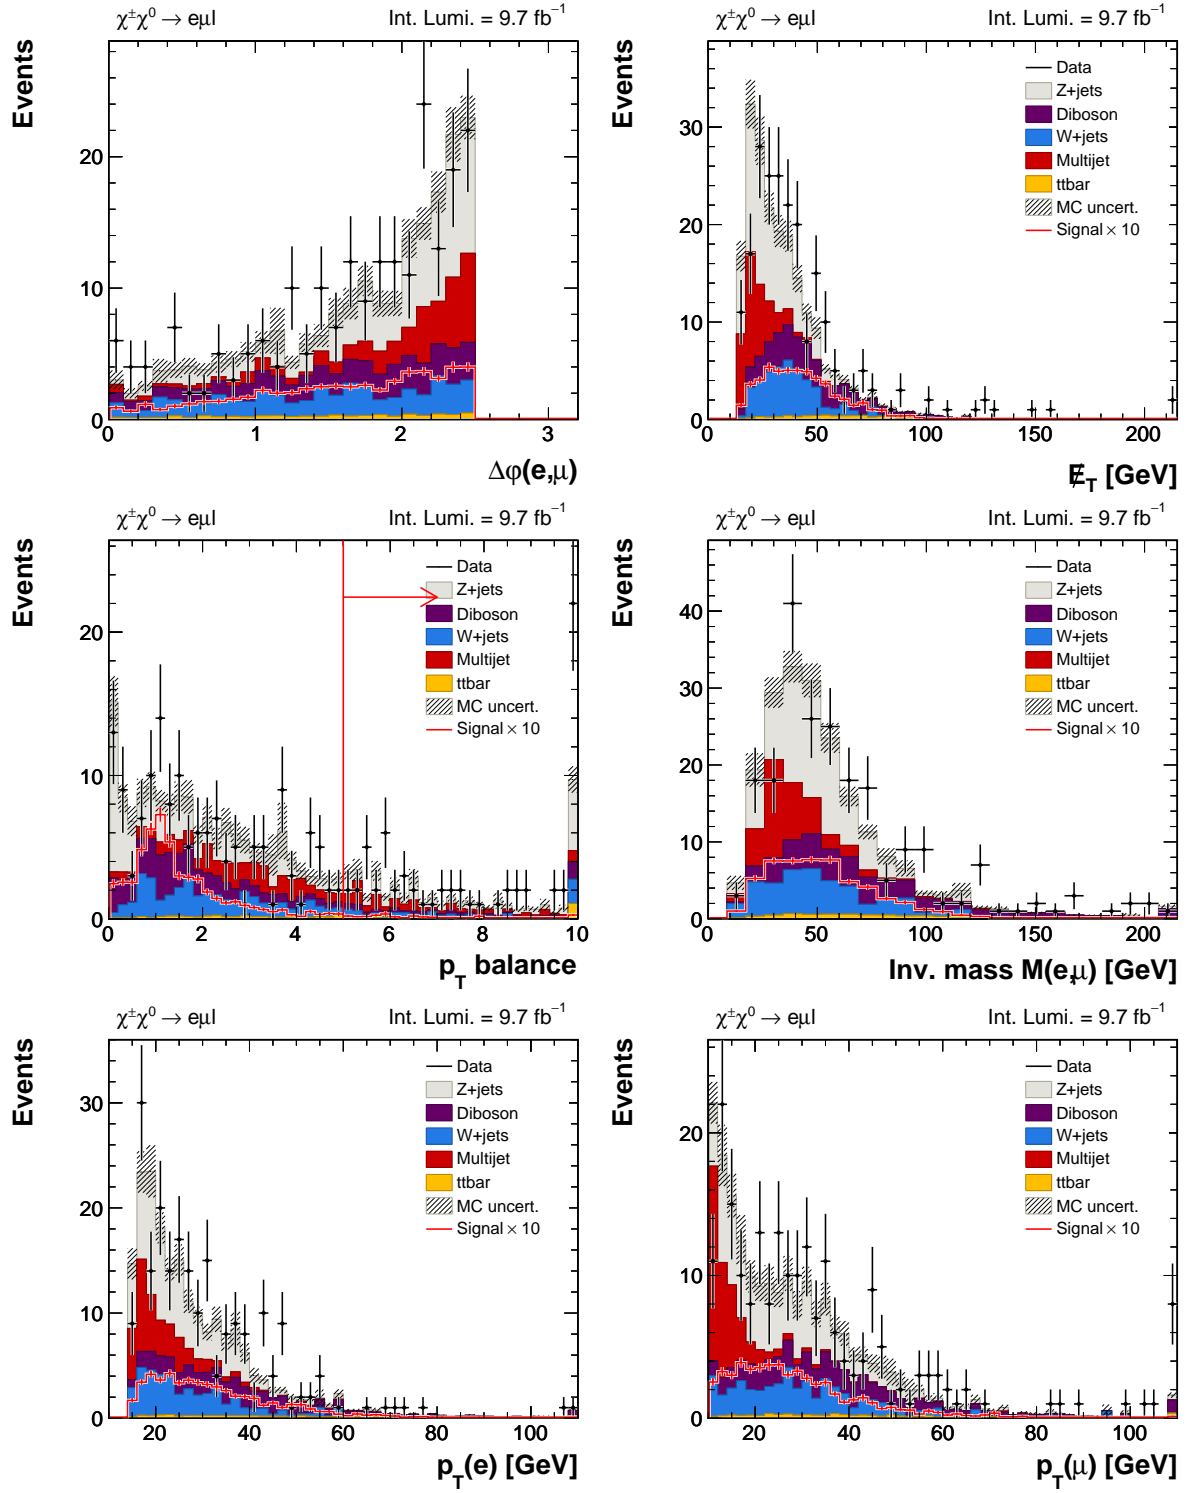 χ±χ0 → eμl Int. Lumi. = 9.7 fb−1
Events
20
10
0
0 1 2 3
Δφ(e,μ)
χ±χ0 → eμl Int. Lumi. = 9.7 fb−1
Events
Data
Z+jets
Diboson
W+jets
Multijet
ttbar
MC uncert.
Signal × 10
30
20
10
0
0 50 100 150 200
E̸T [GeV]
χ±χ0 → eμl Int. Lumi. = 9.7 fb−1
Events
Data
Z+jets
Diboson
W+jets
Multijet
ttbar
MC uncert.
Signal × 10
20
10
0
0 2 4 6 8 10
pT balance
χ±χ0 → eμl Int. Lumi. = 9.7 fb−1
Events
Data
Z+jets
Diboson
W+jets
Multijet
ttbar
MC uncert.
Signal × 10
40
30
20
10
0
0 50 100 150 200
Inv. mass M(e,μ) [GeV]
χ±χ0 → eμl Int. Lumi. = 9.7 fb−1
Events
Data
Z+jets
Diboson
W+jets
Multijet
ttbar
MC uncert.
Signal × 10
30
20
10
0
20 40 60 80 100
pT(e) [GeV]
χ±χ0 → eμl Int. Lumi. = 9.7 fb−1
Events
Data
Z+jets
Diboson
W+jets
Multijet
ttbar
MC uncert.
Signal × 10
20
10
0
20 40 60 80 100
pT(μ) [GeV]